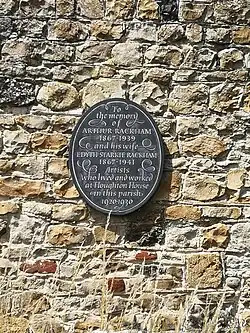 To
the memory
of
ARTHUR RACKHAM
1867-1939
and his wife
EDYTH STARKIE RACKHAM
1867-1941
Artists
who lived and worked
at Houghton House
in this parish
1920-1930